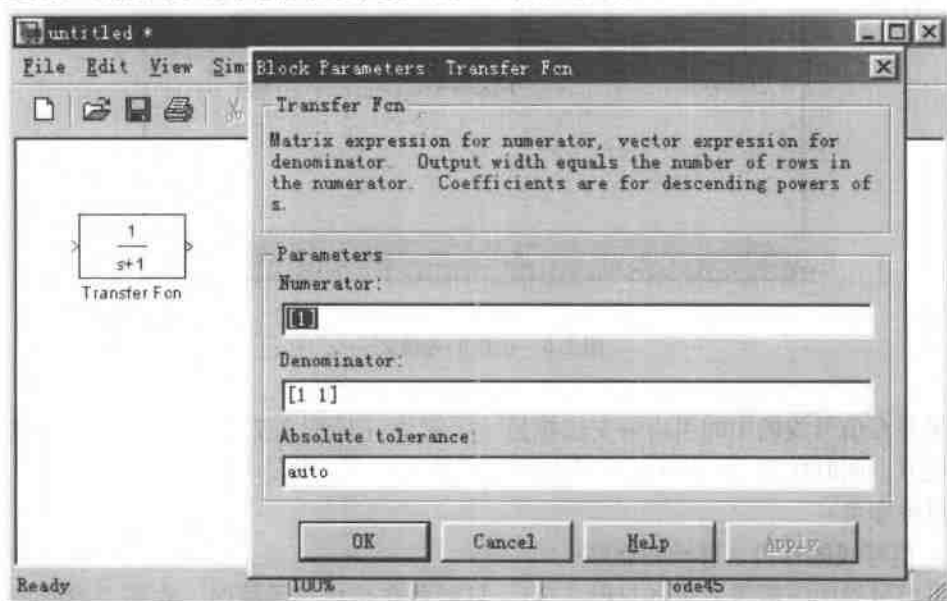 untitled *
File Edit View Sim
Block Parameters Transfer Fcn
Transfer Fcn
Matrix expression for numerator, vector expression for
denominator. Output width equals the number of rows in
the numerator. Coefficients are for descending powers of
s.
1
s+1
Transfer Fcn
Parameters
Numerator:
[1]
Denominator:
[1 1]
Absolute tolerance:
auto
OK Cancel Help Apply
Ready 100% ode45